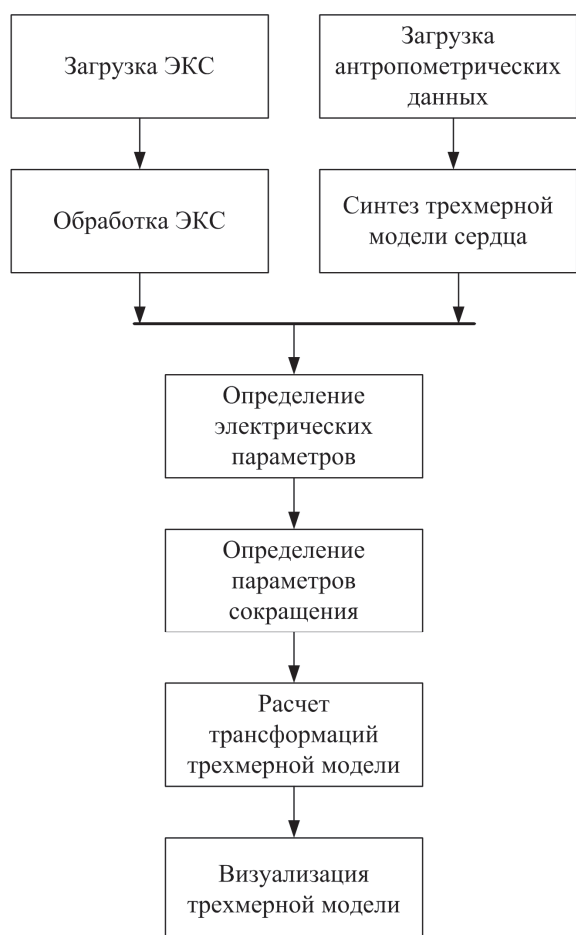 Загрузка ЭКС
Загрузка
антропометрических
данных
Обработка ЭКС
Синтез трехмерной
модели сердца
Определение
электрических
параметров
Определение
параметров
сокращения
Расчет
трансформаций
трехмерной модели
Визуализация
трехмерной модели